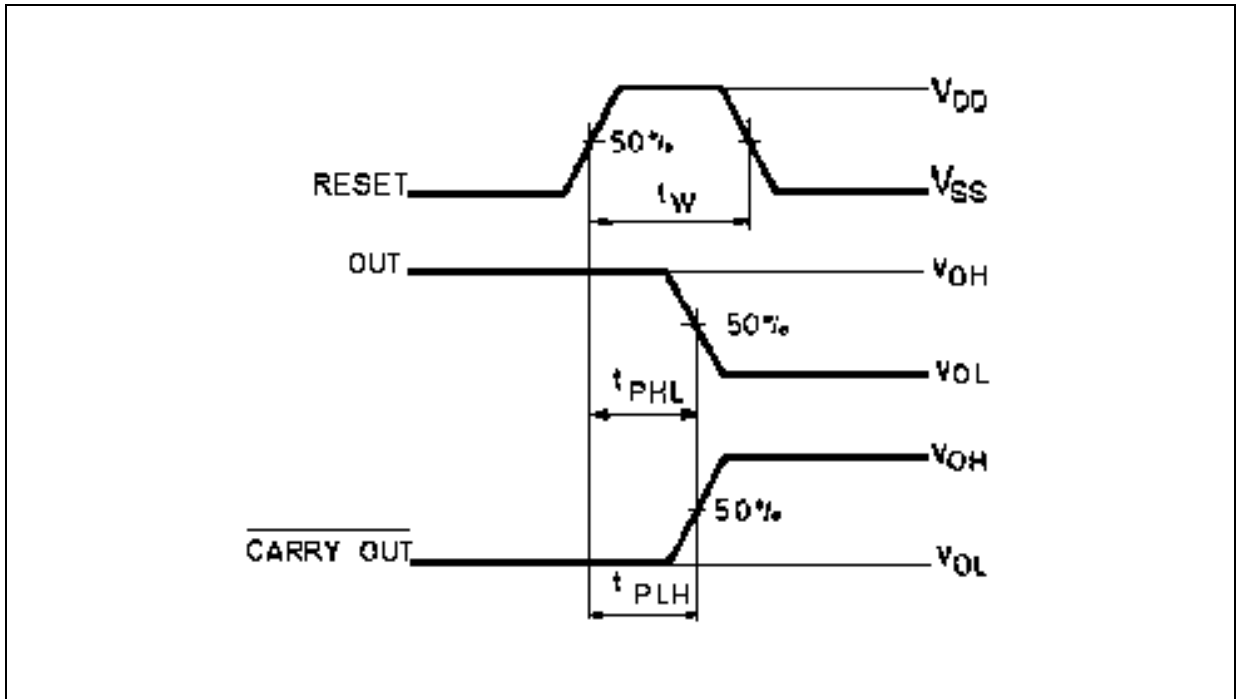 VDD
50%
RESET
VSS
tW
OUT
VOH
50%
VOL
tPHL
VOH
50%
CARRY OUT
VOL
tPLH